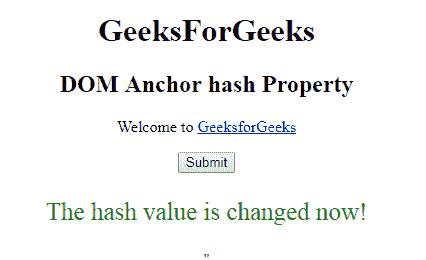 GeeksForGeeks
DOM Anchor hash Property
Welcome to GeeksforGeeks
Submit
The hash value is changed now!
"